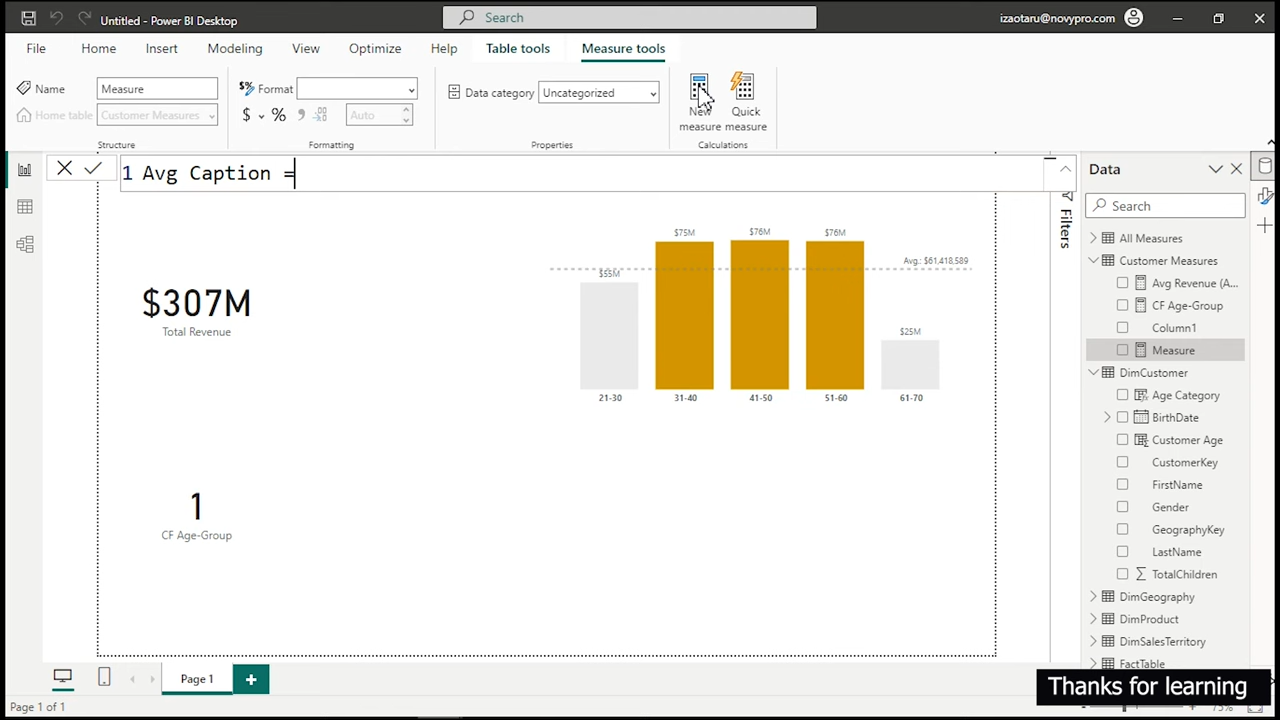 Untitled - Power BI Desktop
Search
izaotaru@novypro.com
File Home Insert Modeling View Optimize Help Table tools Measure tools
Name Measure
Home table Customer Measures
Structure
$% Format
$ % Auto
Formatting
Data category Uncategorized
Properties
New measure
Quick measure
Calculations
1 Avg Caption =
Filters
Data
Search
All Measures
Customer Measures
Avg Revenue (A...
CF Age-Group
Column1
Measure
DimCustomer
Age Category
BirthDate
Customer Age
CustomerKey
FirstName
Gender
GeographyKey
LastName
TotalChildren
DimGeography
DimProduct
DimSalesTerritory
FactTable
$307M
Total Revenue
$55M
$75M
$76M
$76M
$25M
Avg.: $61,418,589
21-30 31-40 41-50 51-60 61-70
1
CF Age-Group
Page 1
Page 1 of 1
Thanks for learning
75%